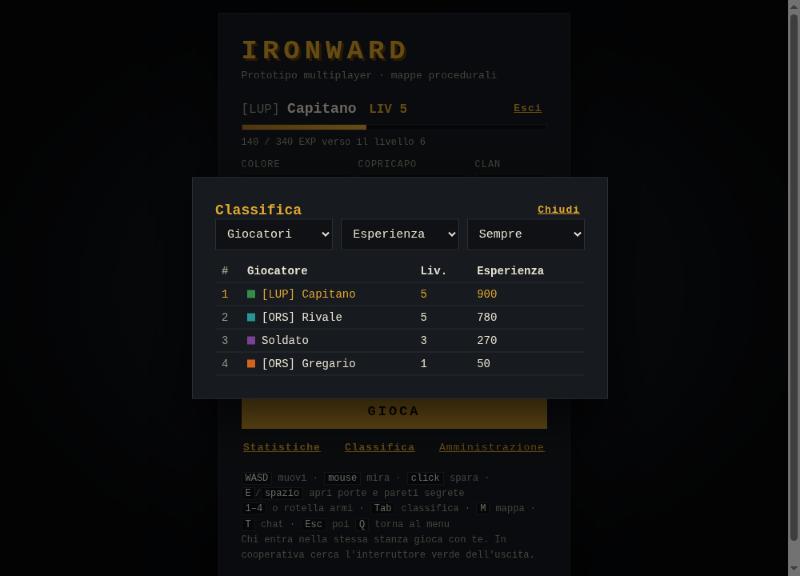 IRONWARD
Prototipo multiplayer · mappe procedurali
[LUP] Capitano LIV 5 Esci
140 / 340 EXP verso il livello 6
COLORE COPRICAPO CLAN
Classifica Chiudi
Giocatori Esperienza Sempre
# Giocatore Liv. Esperienza
1 [LUP] Capitano 5 900
2 [ORS] Rivale 5 780
3 Soldato 3 270
4 [ORS] Gregario 1 50
GIOCA
Statistiche Classifica Amministrazione
WASD muovi · mouse mira · click spara ·
E / spazio apri porte e pareti segrete
1–4 o rotella armi · Tab classifica · M mappa ·
T chat · Esc poi Q torna al menu
Chi entra nella stessa stanza gioca con te. In
cooperativa cerca l'interruttore verde dell'uscita.